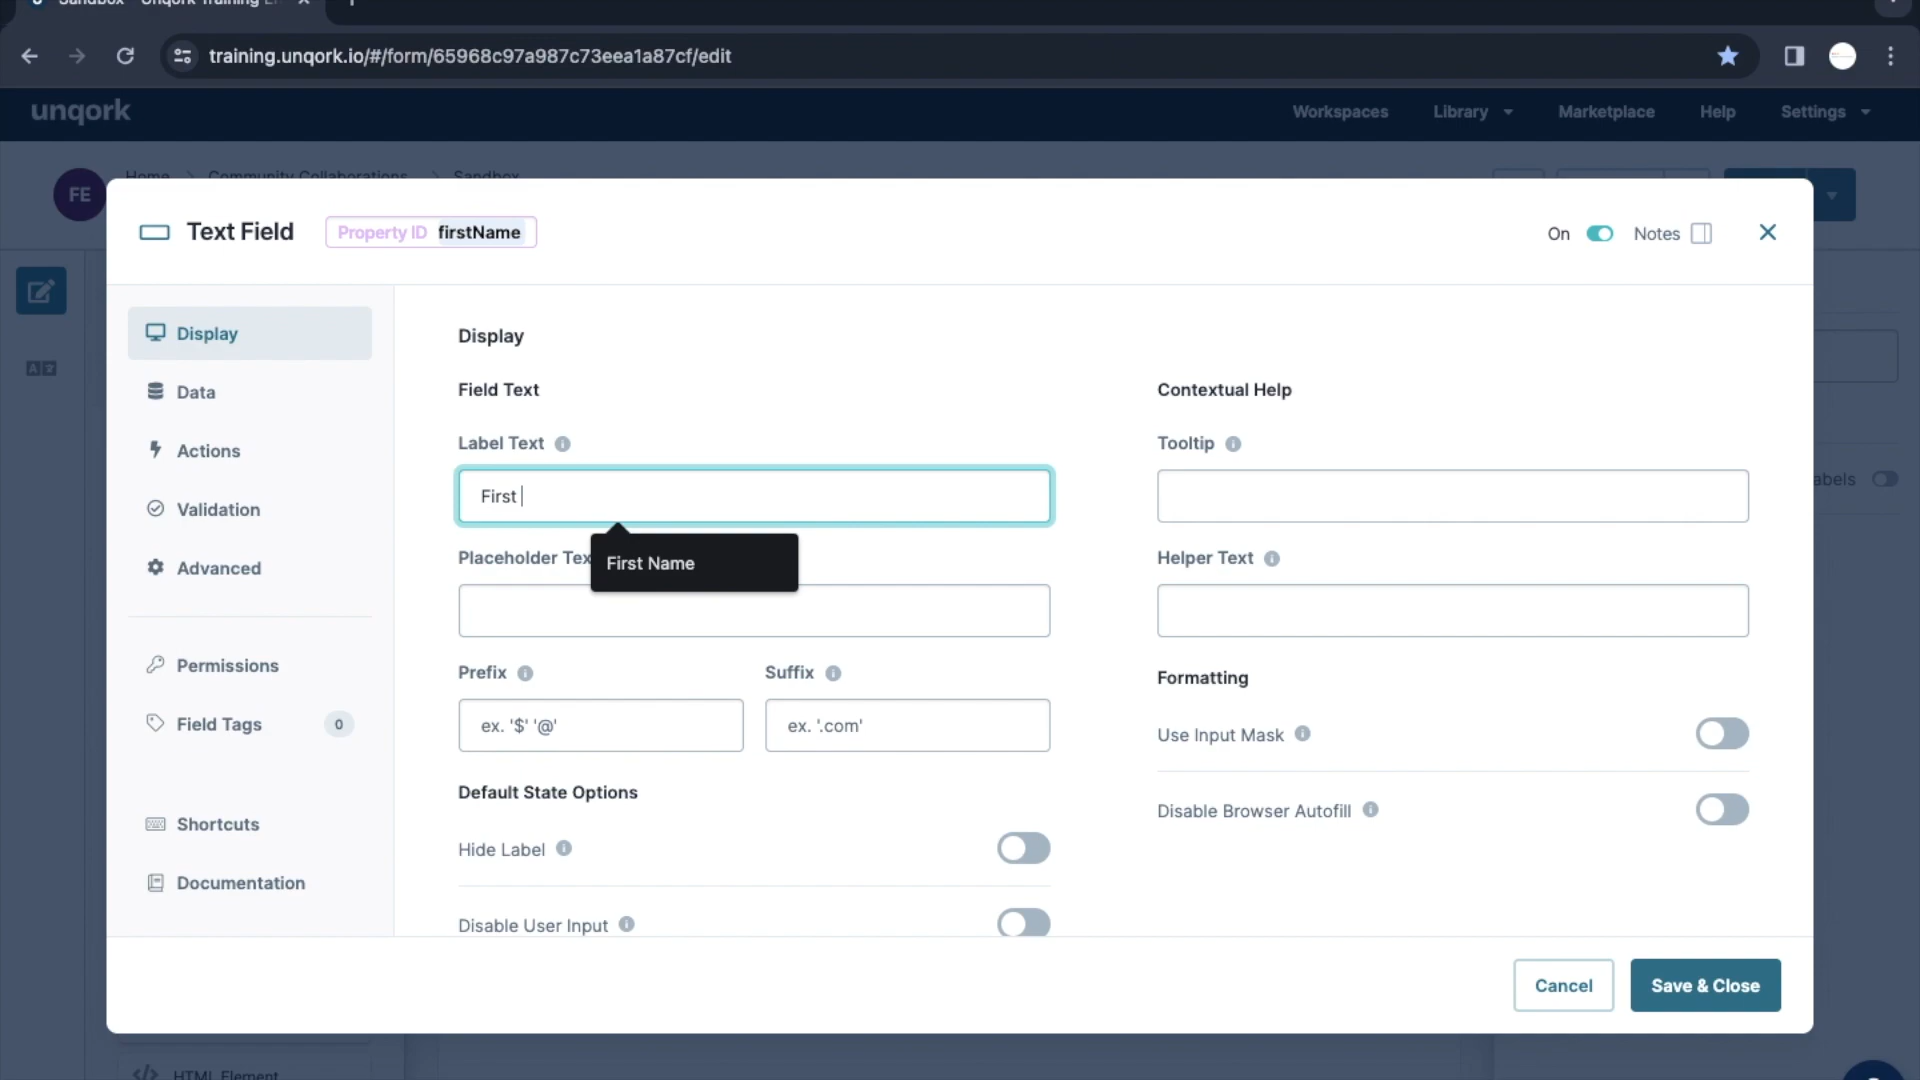 Sandbox - Unqork Training
training.unqork.io/#/form/65968c97a987c73eea1a87cf/edit
unqork
Workspaces Library Marketplace Help Settings
FE Home Community Collaborations Sandbox
Text Field Property ID firstName On Notes
Display
Data
Actions
Validation
Advanced
Permissions
Field Tags 0
Shortcuts
Documentation
Display
Field Text
Label Text
First
First Name
Placeholder Tex
Prefix Suffix
ex. '$' '@' ex. '.com'
Default State Options
Hide Label
Disable User Input
Contextual Help
Tooltip
Helper Text
Formatting
Use Input Mask
Disable Browser Autofill
abels
Cancel Save & Close
HTML Element